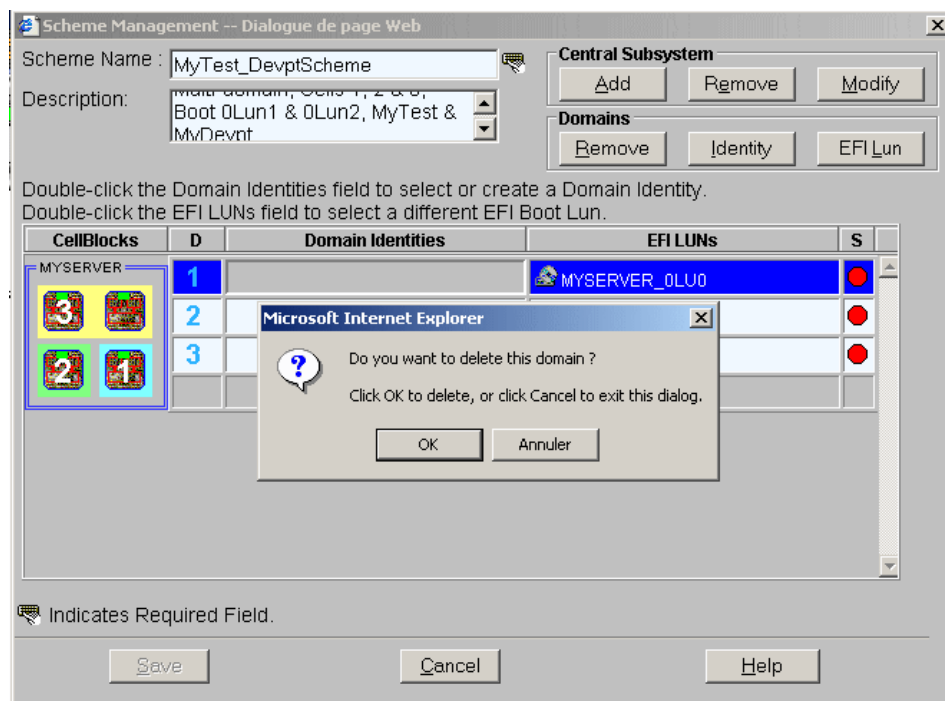 Scheme Management -- Dialogue de page Web
Scheme Name :
MyTest_DevptScheme
Description:
Boot 0Lun1 & 0Lun2, MyTest &
MyDevpt
Central Subsystem
Add
Remove
Modify
Domains
Remove
Identity
EFI Lun
Double-click the Domain Identities field to select or create a Domain Identity.
Double-click the EFI LUNs field to select a different EFI Boot Lun.
CellBlocks D Domain Identities EFI LUNs S
MYSERVER
3
2 1
1 MYSERVER_0LU0
2
3
Microsoft Internet Explorer
Do you want to delete this domain ?
Click OK to delete, or click Cancel to exit this dialog.
OK
Annuler
Indicates Required Field.
Save
Cancel
Help